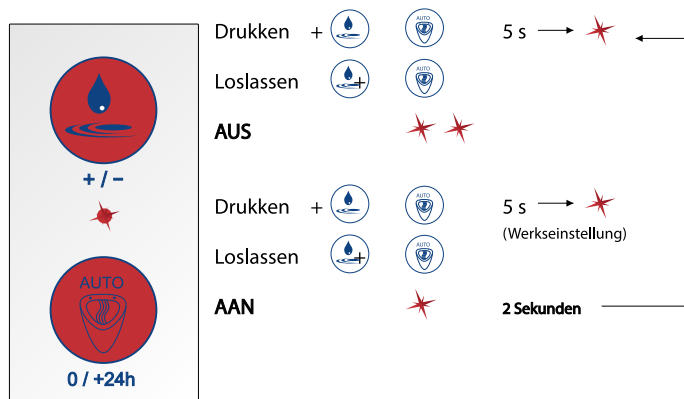 + / −
AUTO
0 / +24h
Drukken + AUTO 5 s
Loslassen + AUTO
AUS
Drukken + AUTO 5 s
(Werkseinstellung)
Loslassen + AUTO
AAN 2 Sekunden